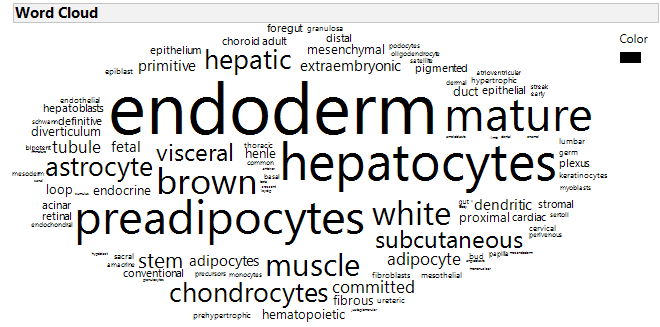 Word Cloud
Color
foregut granulosa
choroid adult distal
epithelium mesenchymal podocytes
oligodendrocyte
hepatic satellite
epiblast primitive extraembryonic pigmented
atrioventricular
dermal hypertrophic streak
duct epithelial early
endothelial
hepatoblasts
endoderm mature
schwann definitive
diverticulum
bipotent tubule fetal visceral thoracic
henle
common
hepatocytes
lumbar
germ
plexus
mesoderm astrocyte brown basal
keratinocytes
myoblasts
loop endocrine
acinar
retinal
endochondral
preadipocytes white gut dendritic stromal
proximal cardiac sertoli
cervical
perivenous
subcutaneous
sacral
amacrine
stem adipocytes muscle adipocyte bud papilla
conventional precursors monocytes
fibroblasts mesothelial
chondrocytes committed
fibrous ureteric
prehypertrophic hematopoietic